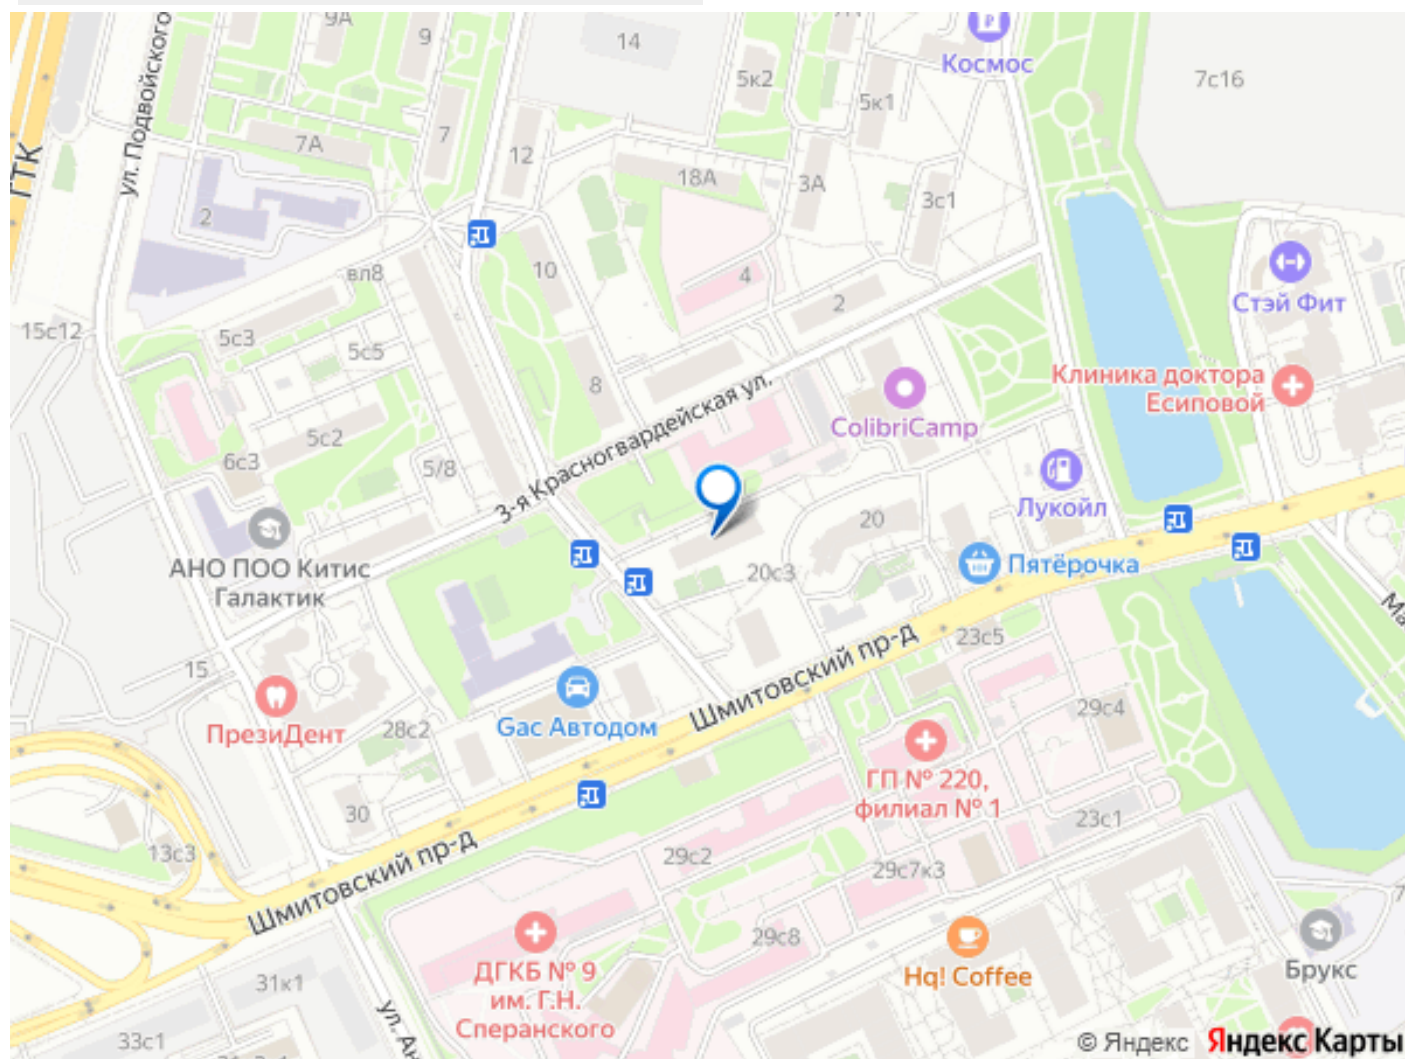 9А
9
14
7А
Космос
5к2
7с16
5к1
ТТК
ул. Подвойского
7А
7
12
18А
3А
3с1
2
10
4
вл8
2
Стэй Фит
15с12
5с3
5с5
8
Клиника доктора
Есиповой
3-я Красногвардейская ул.
ColibriCamp
5с2
6с3
5/8
Лукойл
20
АНО ПОО Китис
Галактик
20с3
Пятёрочка
Шмитовский пр-д
23с5
15
ПрезиДент
28с2
Gac Автодом
29с4
ГП № 220,
филиал № 1
30
13с3
23с1
Шмитовский пр-д
29с2
29с7к3
29с8
ДГКБ № 9
им. Г.Н.
Сперанского
Hq! Coffee
Брукс
31к1
33с1
© Яндекс Яндекс Карты